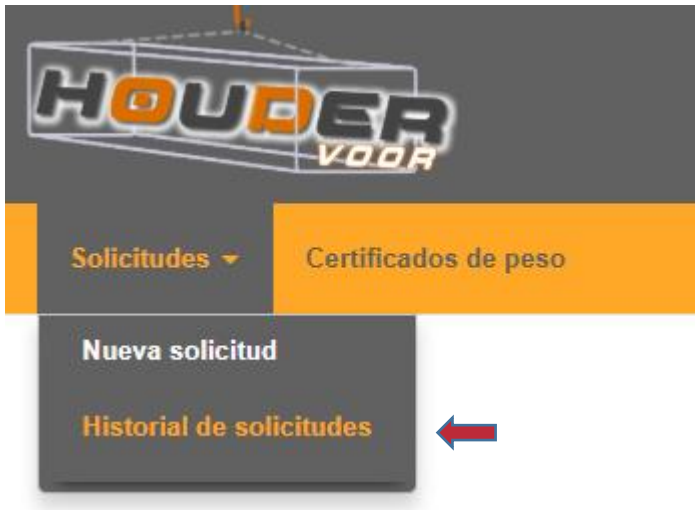 HOUDER
VOOR
Solicitudes
Certificados de peso
Nueva solicitud
Historial de solicitudes